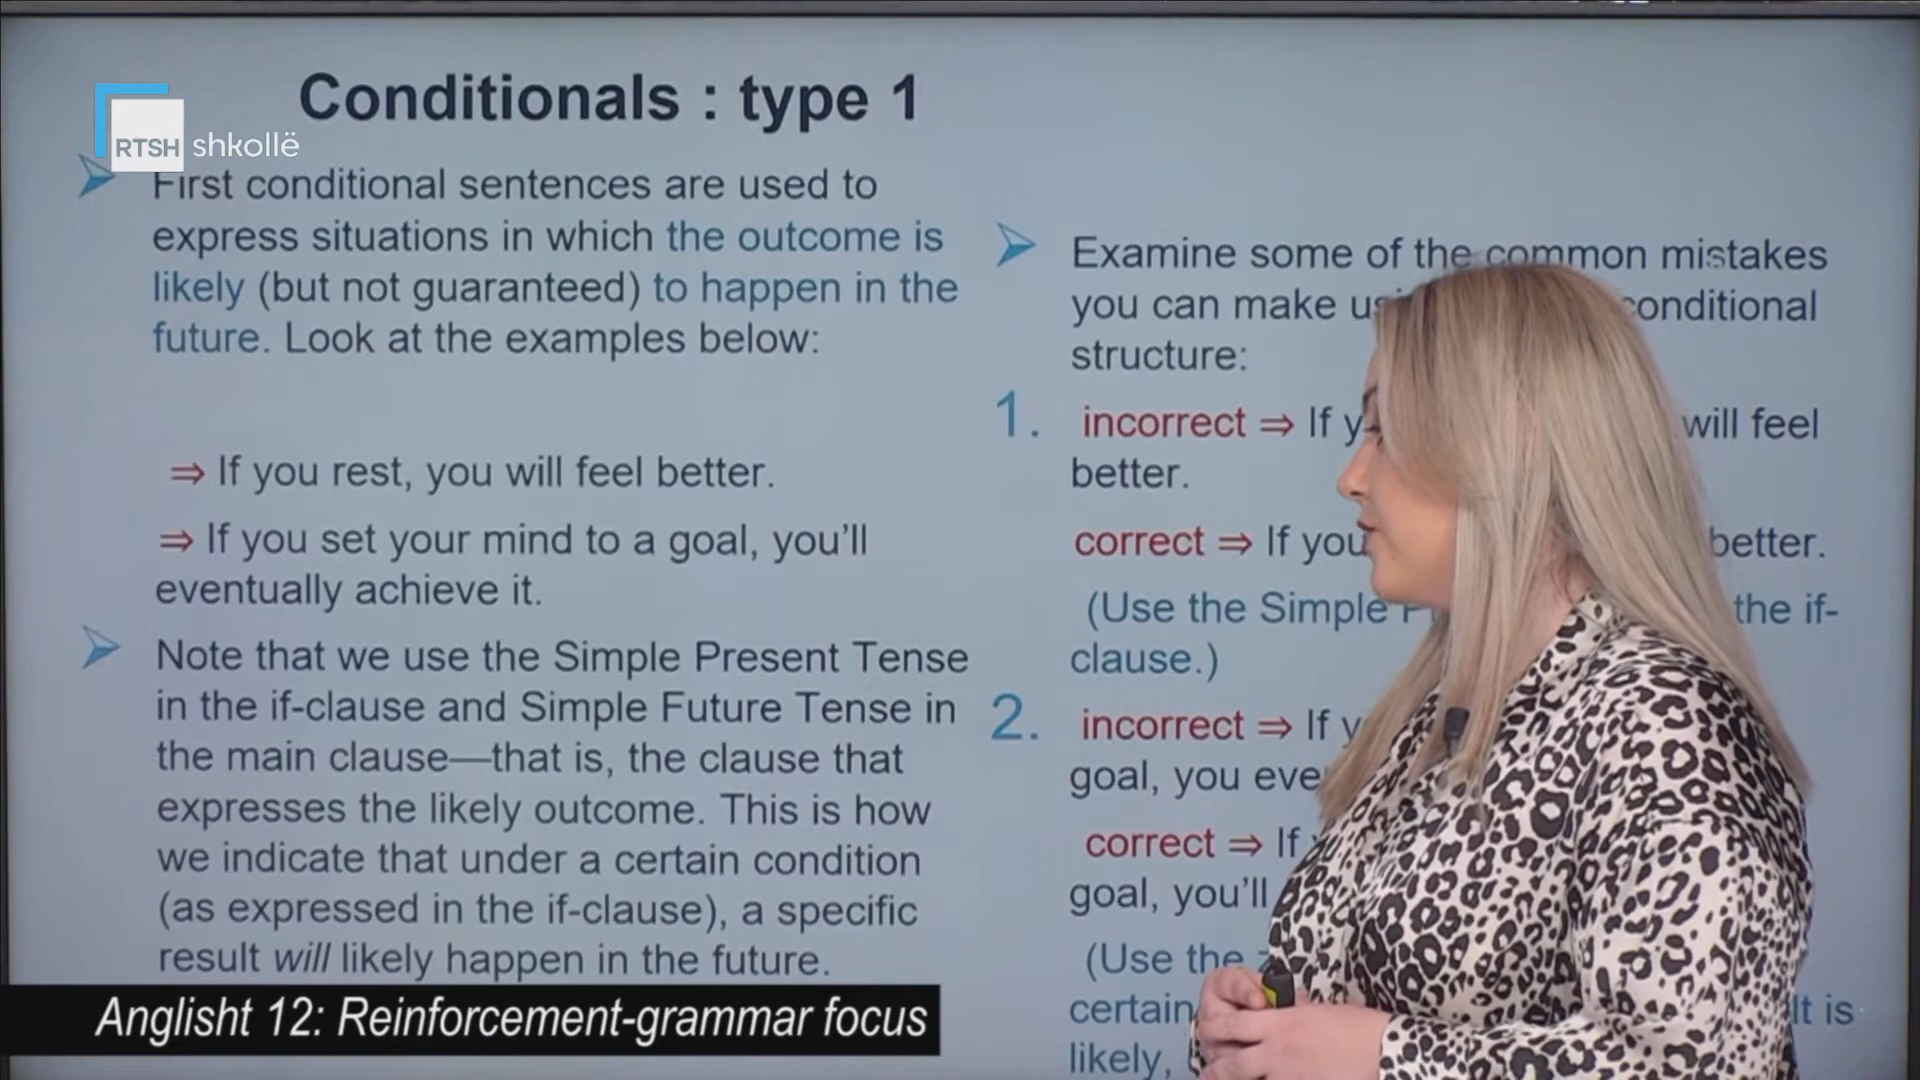 Conditionals : type 1
RTSH shkollë
First conditional sentences are used to
express situations in which the outcome is
likely (but not guaranteed) to happen in the
future. Look at the examples below:
⇒ If you rest, you will feel better.
⇒ If you set your mind to a goal, you'll
eventually achieve it.
Note that we use the Simple Present Tense
in the if-clause and Simple Future Tense in
the main clause—that is, the clause that
expresses the likely outcome. This is how
we indicate that under a certain condition
(as expressed in the if-clause), a specific
result will likely happen in the future.
Examine some of the common mistakes
you can make conditional
structure:
1. incorrect ⇒ If will feel
better.
correct ⇒ If you better.
(Use the Simple the if-
clause.)
2. incorrect ⇒ If
goal, you
correct ⇒ If
goal, you'll
(Use the
certain It is
likely,
Anglisht 12: Reinforcement-grammar focus